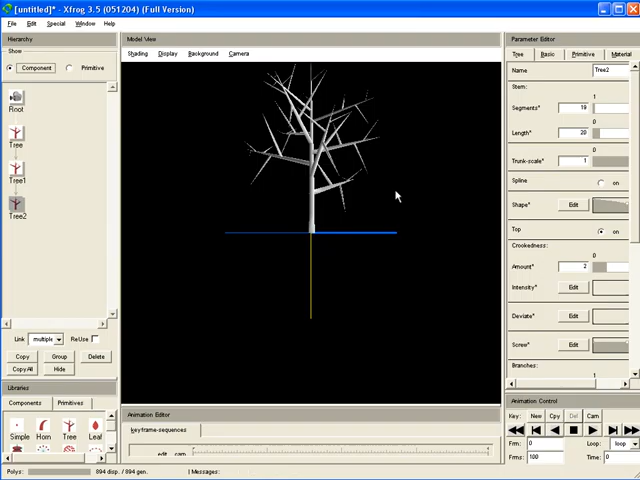 [untitled]* - Xfrog 3.5 (051204) (Full Version)
File Edit Special Window Help
Hierarchy
Show
Component Primitive
Root
Tree
Tree1
Tree2
Link multiple ReUse
Copy Group Delete
Copy All Hide
Libraries
Components Primitives
Simple Horn Tree Leaf
Model View
Shading Display Background Camera
Animation Editor
keyframe-sequences
edit cam
Parameter Editor
Tree Basic Primitive Material
Name Tree2
Stem:
1
Segments* 19
0
Length* 20
0
Trunk-scale* 1
Spline on
Shape* Edit
Top on
Crookedness:
0
Amount* 2
Intensity* Edit
Deviate* Edit
Screw* Edit
Branches:
1
Animation Control
Key: New Cpy Del Cam
Frm: 0 Loop: loop
Frms: 100 Time: 0
Polys: 894 disp. / 894 gen. Messages: